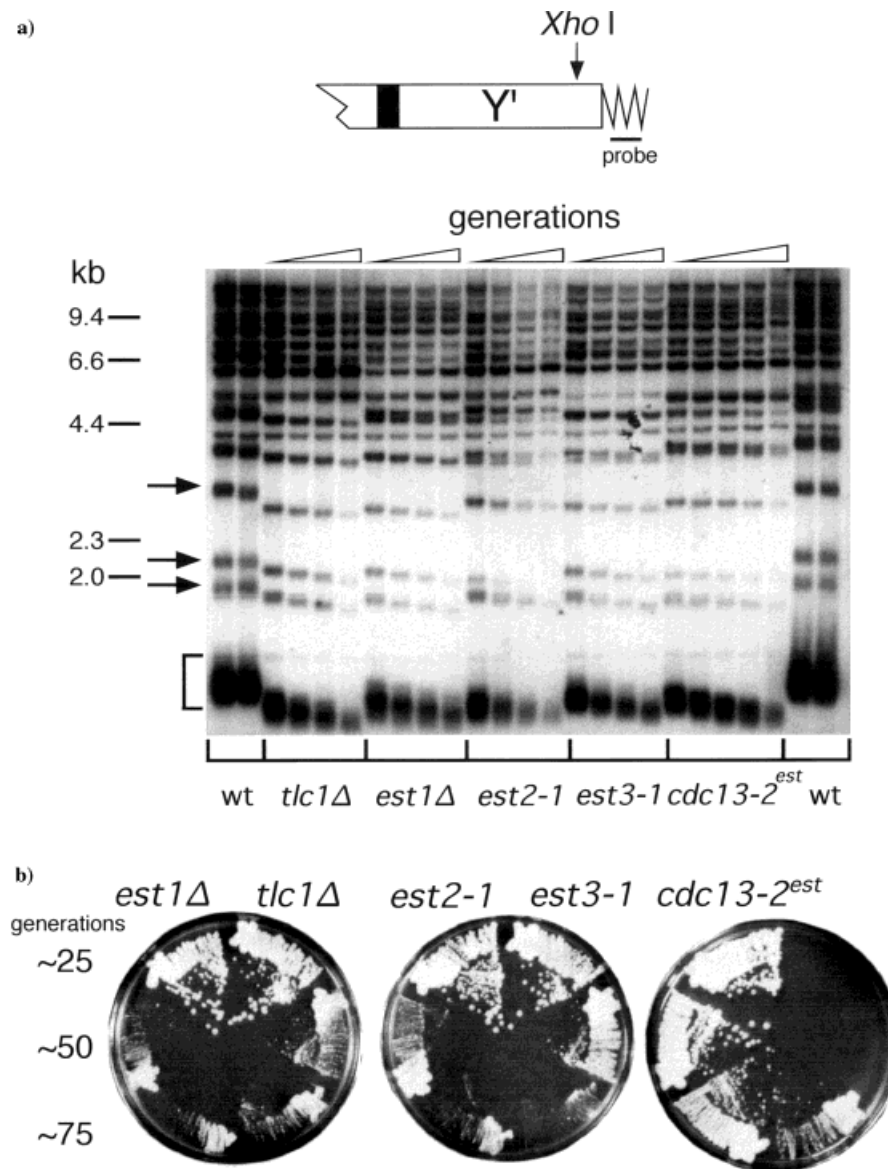 a)
Xho I
Y'
probe
generations
kb
9.4
6.6
4.4
2.3
2.0
wt tlc1Δ est1Δ est2-1 est3-1 cdc13-2est wt
b)
est1Δ tlc1Δ est2-1 est3-1 cdc13-2est
generations
~25
~50
~75